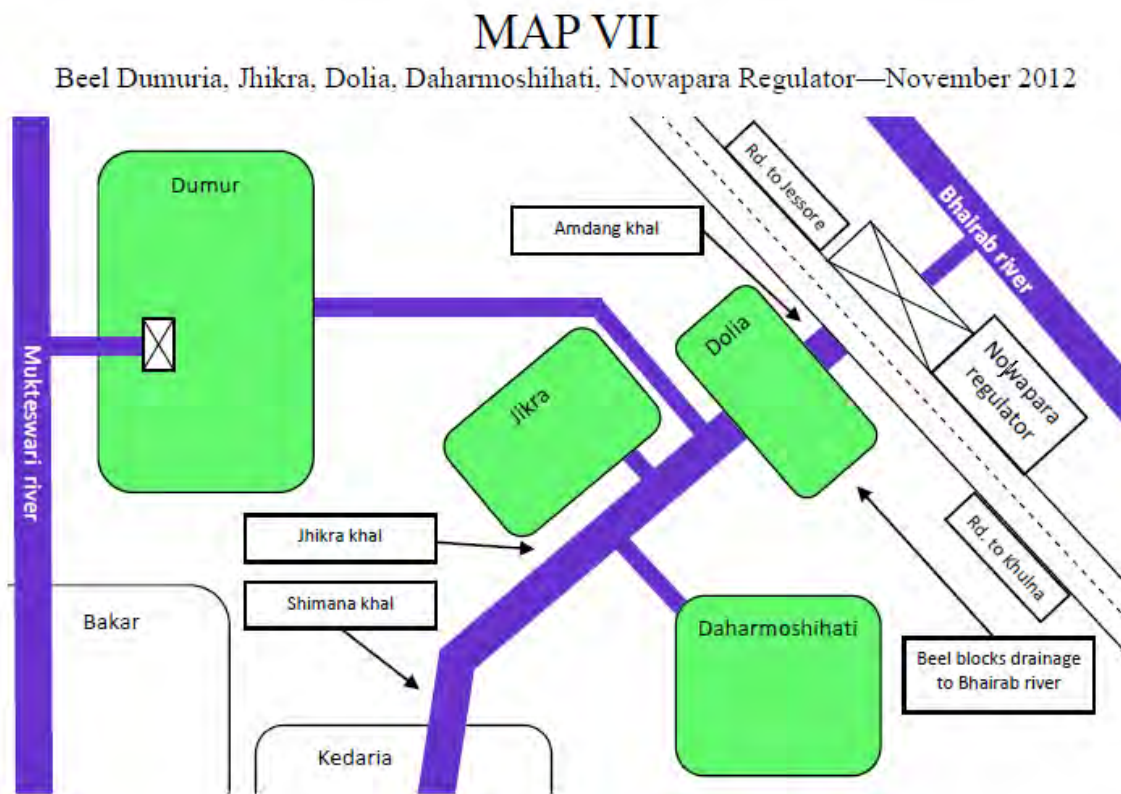 MAP VII
Beel Dumuria, Jhikra, Dolia, Daharmoshihati, Nowapara Regulator—November 2012
Dumur
Amdang khal
Rd. to Jessore
Bhairab river
Dolia
Jikra
Nowapara
regulator
Mukteswari river
Jhikra khal
Rd. to Khulna
Shimana khal
Bakar
Daharmoshihati
Beel blocks drainage
to Bhairab river
Kedaria